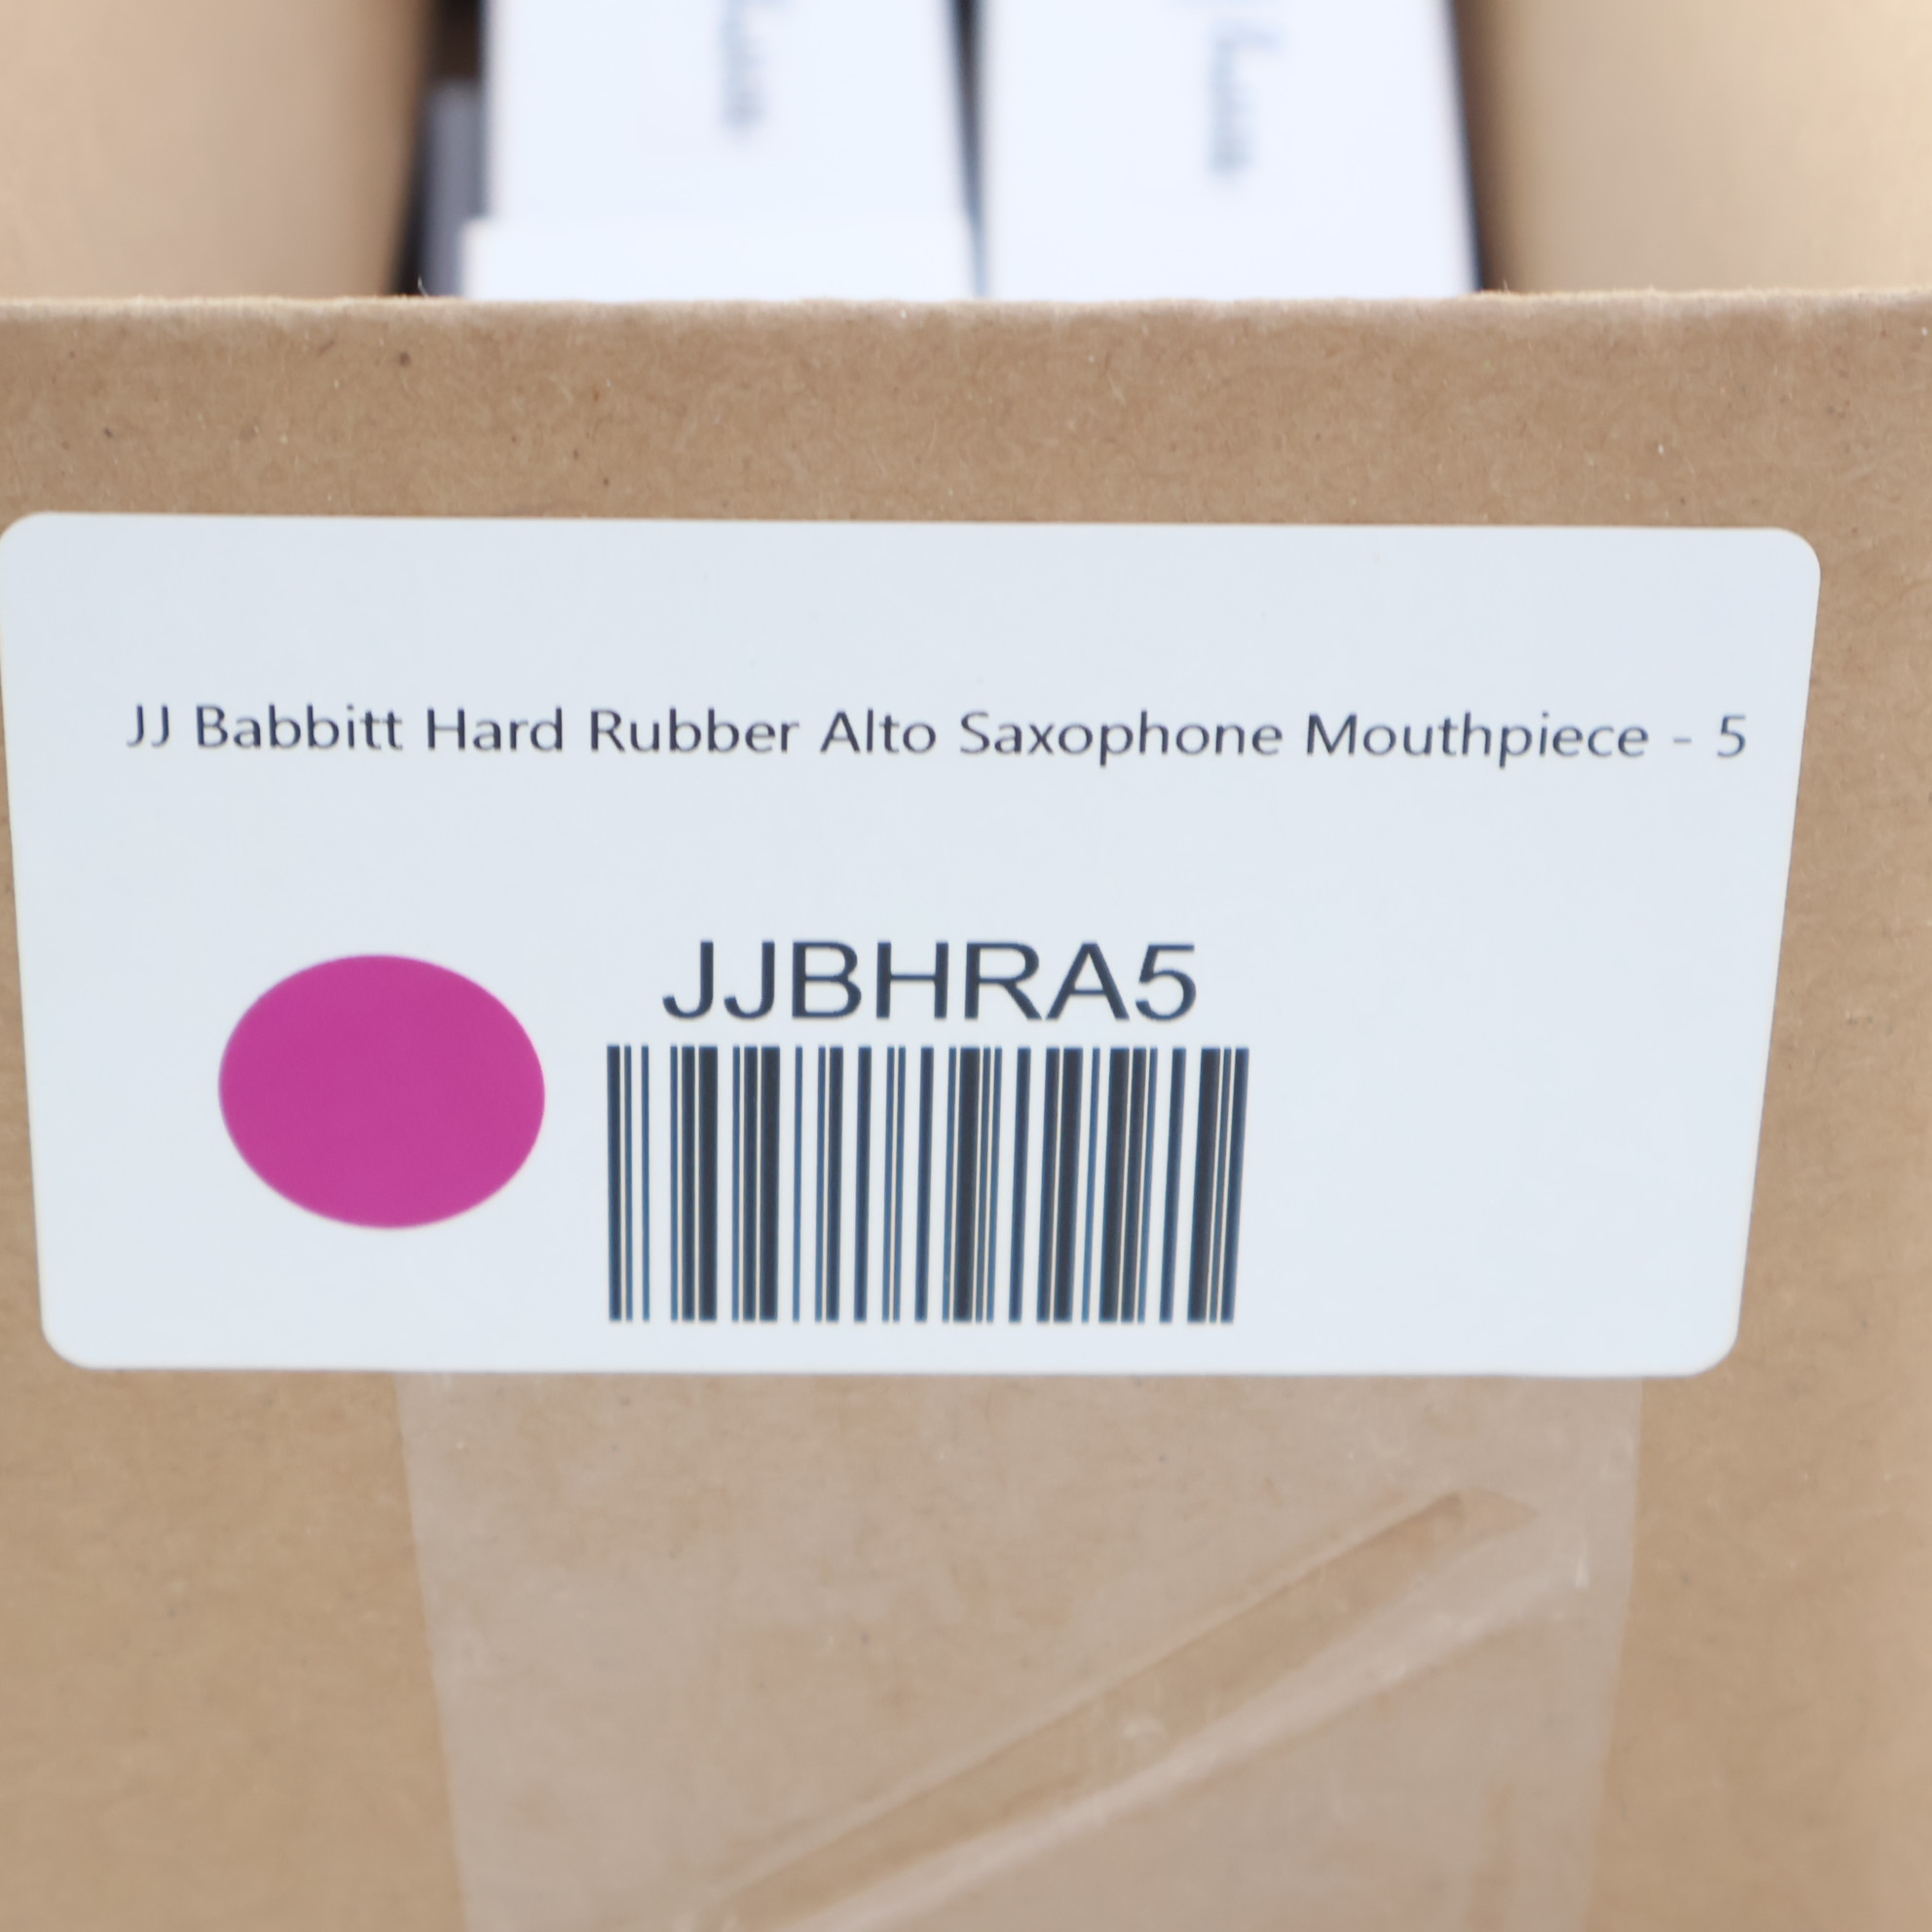 JJ Babbitt Hard Rubber Alto Saxophone Mouthpiece - 5
JJBHRA5